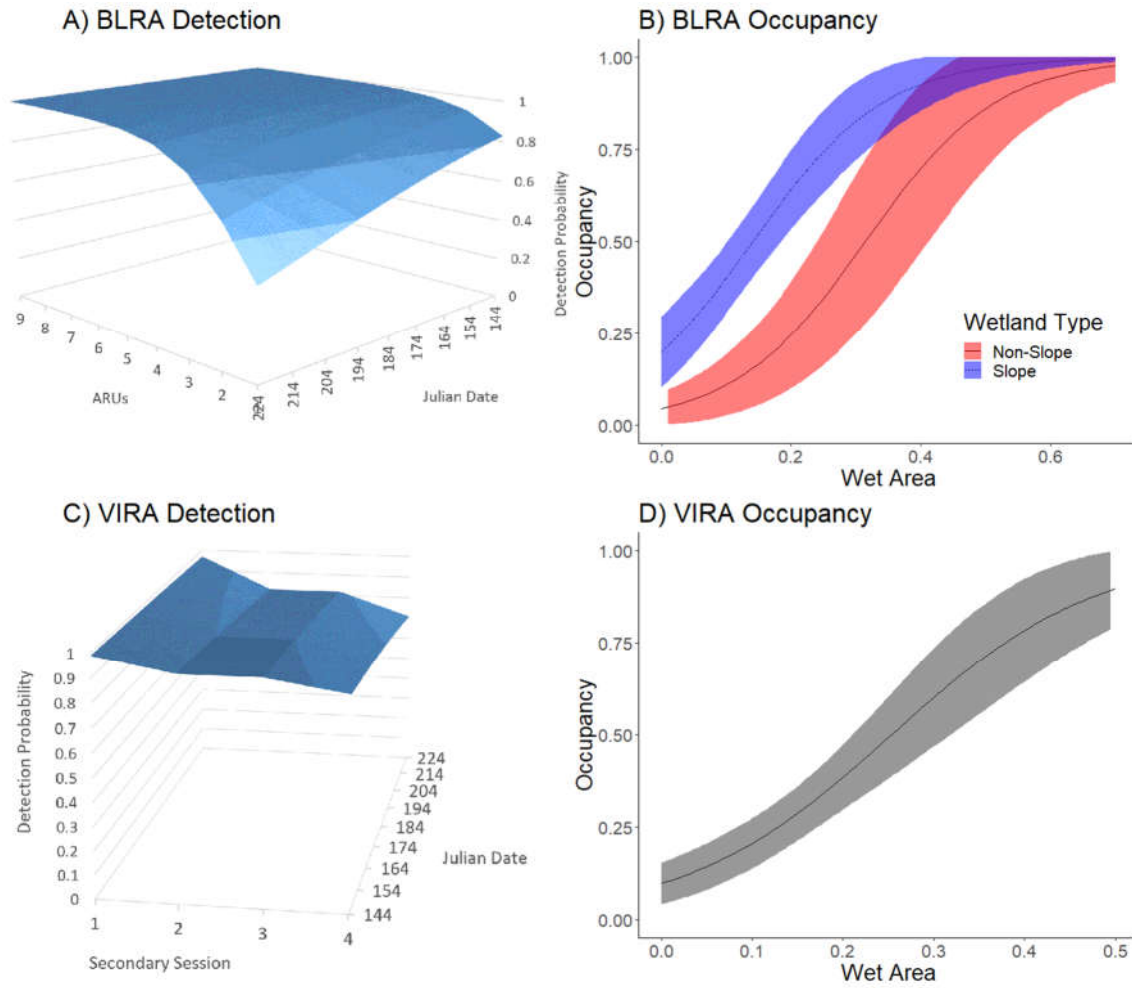 A) BLRA Detection
1
0.8
0.6
0.4
0.2
0
Detection Probability
9
8
7
6
5
4
3
2
ARUs
224
214
204
194
184
174
164
154
144
Julian Date
B) BLRA Occupancy
1.00
0.75
0.50
0.25
0.00
Occupancy
Wetland Type
Non-Slope
Slope
0.0 0.2 0.4 0.6
Wet Area
C) VIRA Detection
1
0.9
0.8
0.7
0.6
0.5
0.4
0.3
0.2
0.1
0
Detection Probability
1 2 3 4
Secondary Session
224
214
204
194
184
174
164
154
144
Julian Date
D) VIRA Occupancy
1.00
0.75
0.50
0.25
0.00
Occupancy
0.0 0.1 0.2 0.3 0.4 0.5
Wet Area